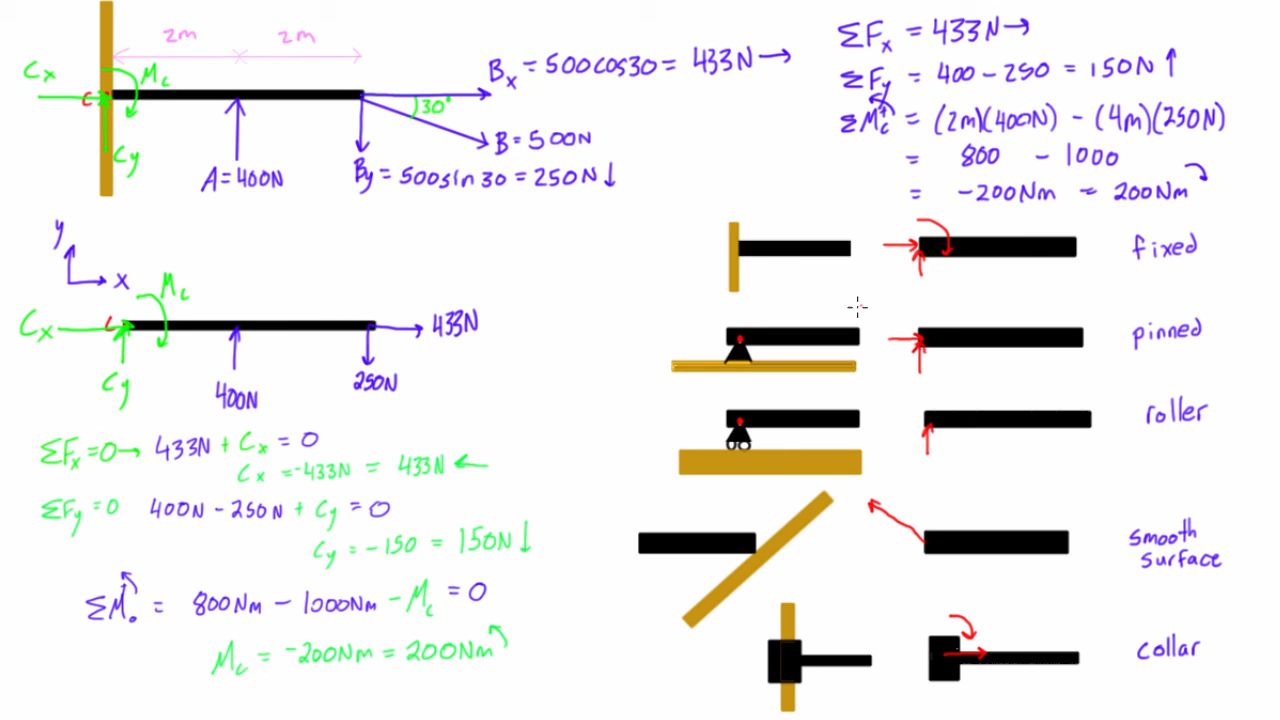 2m 2m
Cx Mc
C
Cy
30°
Bx = 500cos30 = 433N →
B = 500N
A = 400N
By = 500sin30 = 250N ↓
ΣFx = 433N →
ΣFy = 400 - 250 = 150N ↑
ΣMc+ = (2m)(400N) - (4m)(250N)
= 800 - 1000
= -200Nm = 200Nm
y
x
Mc
Cx C
433N
Cy
400N
250N
ΣFx = 0 → 433N + Cx = 0
Cx = -433N = 433N ←
ΣFy = 0 400N - 250N + Cy = 0
Cy = -150 = 150N ↓
ΣMo = 800Nm - 1000Nm - Mc = 0
Mc = -200Nm = 200Nm
fixed
pinned
roller
smooth
surface
collar